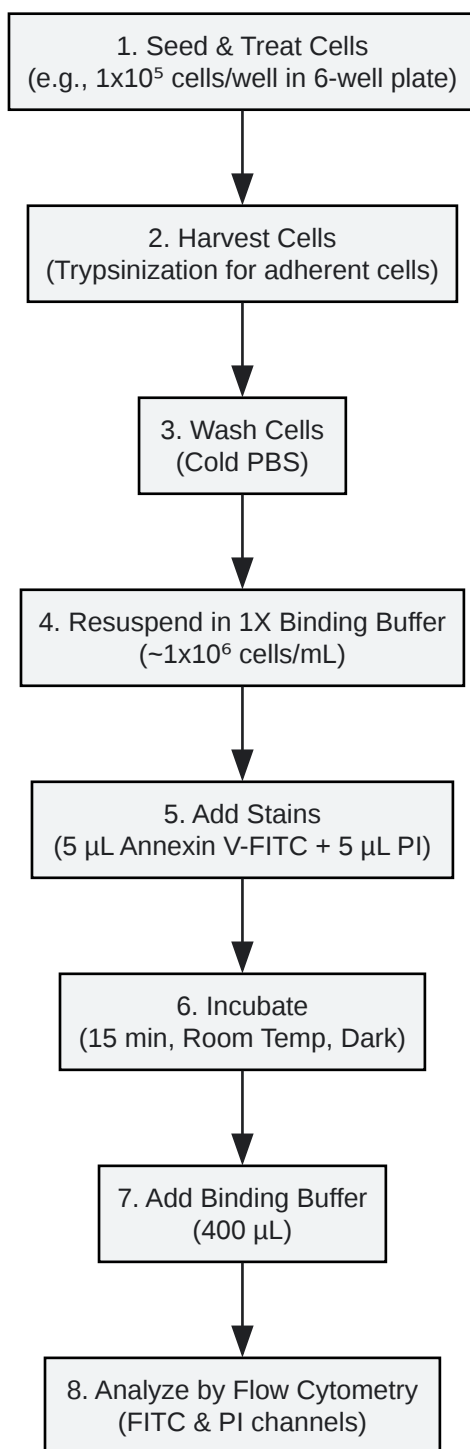 1. Seed & Treat Cells
(e.g., 1x10⁵ cells/well in 6-well plate)
2. Harvest Cells
(Trypsinization for adherent cells)
3. Wash Cells
(Cold PBS)
4. Resuspend in 1X Binding Buffer
(~1x10⁶ cells/mL)
5. Add Stains
(5 µL Annexin V-FITC + 5 µL PI)
6. Incubate
(15 min, Room Temp, Dark)
7. Add Binding Buffer
(400 µL)
8. Analyze by Flow Cytometry
(FITC & PI channels)